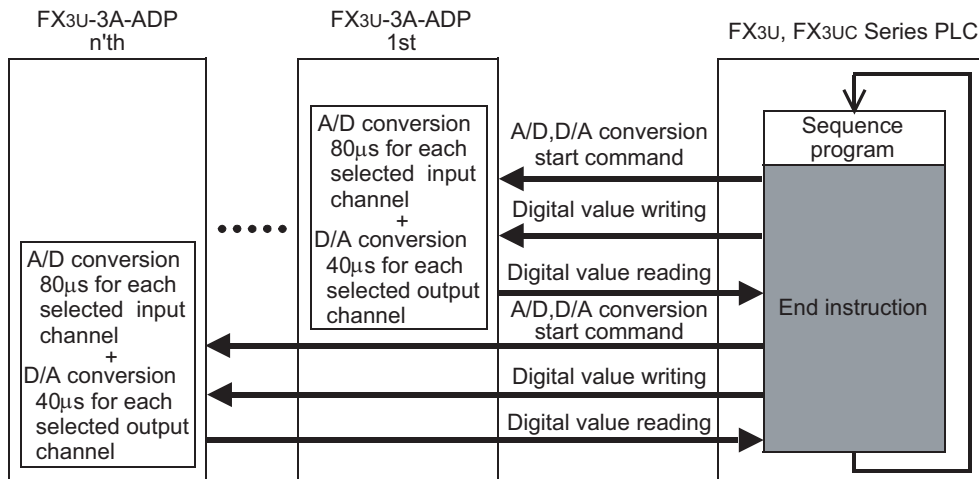 FX3U-3A-ADP
n'th
FX3U-3A-ADP
1st
FX3U, FX3UC Series PLC
A/D conversion
80μs for each
selected input
channel
+
D/A conversion
40μs for each
selected output
channel
A/D conversion
80μs for each
selected input
channel
+
D/A conversion
40μs for each
selected output
channel
A/D,D/A conversion
start command
Digital value writing
Digital value reading
A/D,D/A conversion
start command
Digital value writing
Digital value reading
Sequence
program
End instruction